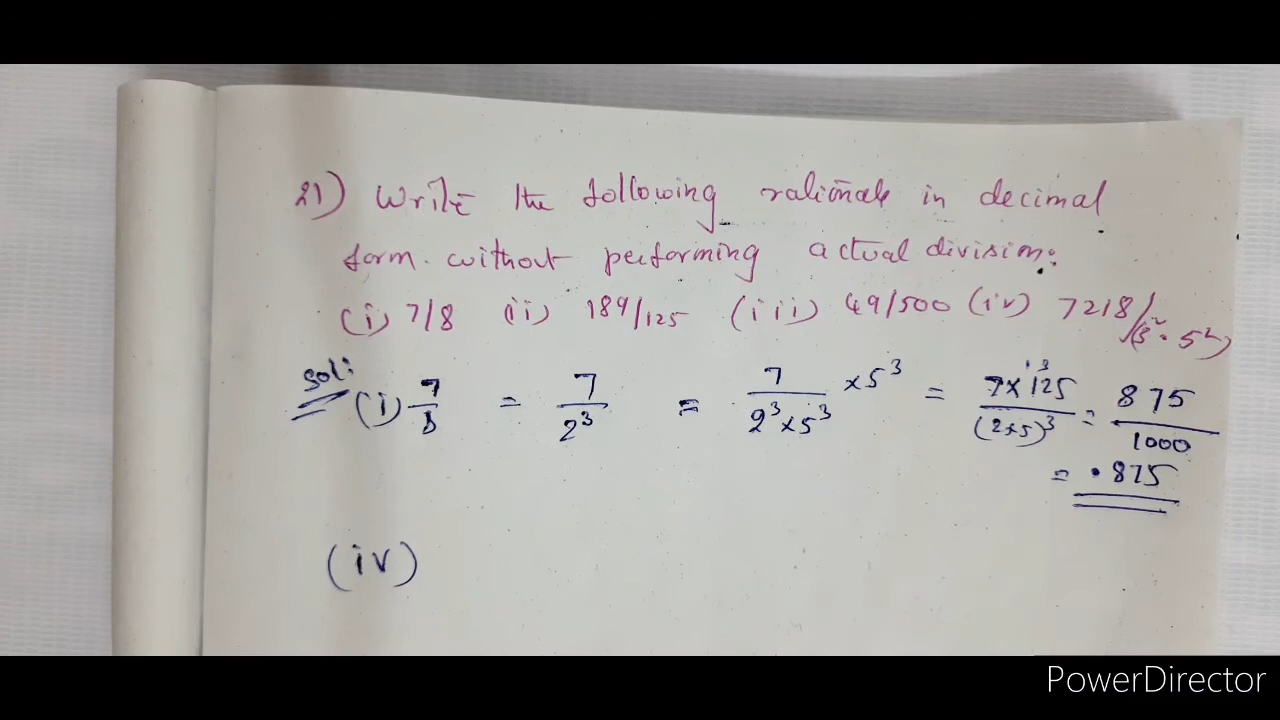 21) Write the following rationals in decimal
form without performing actual division:
(i) 7/8 (ii) 189/125 (iii) 49/500 (iv) 7218/(3² · 5²)
Sol: (i) 7/8 = 7/2³ = 7/(2³×5³) ×5³ = 7×125/(2×5)³ = 875/1000
= .875
(iv)
PowerDirector